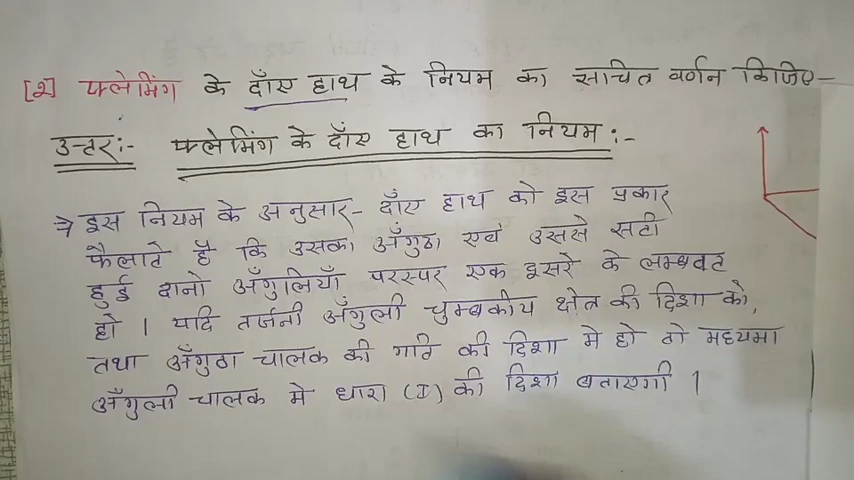 [2] फ्लेमिंग के दाँए हाथ के नियम का सचित वर्णन किजिए-
उत्तर:- फ्लेमिंग के दाँए हाथ का नियम:-
⇒ इस नियम के अनुसार- दाँए हाथ को इस प्रकार
फैलाते है कि उसका अँगुठा एवं उससे सटी
हुई दानो अँगुलियाँ परस्पर एक दूसरे के लम्बवत
हो । यदि तर्जनी अँगुली चुम्बकीय क्षेत्र की दिशा को,
तथा अँगुठा चालक की गति की दिशा मे हो तो मध्यमा
अँगुली चालक मे धारा (I) की दिशा बताएगी ।